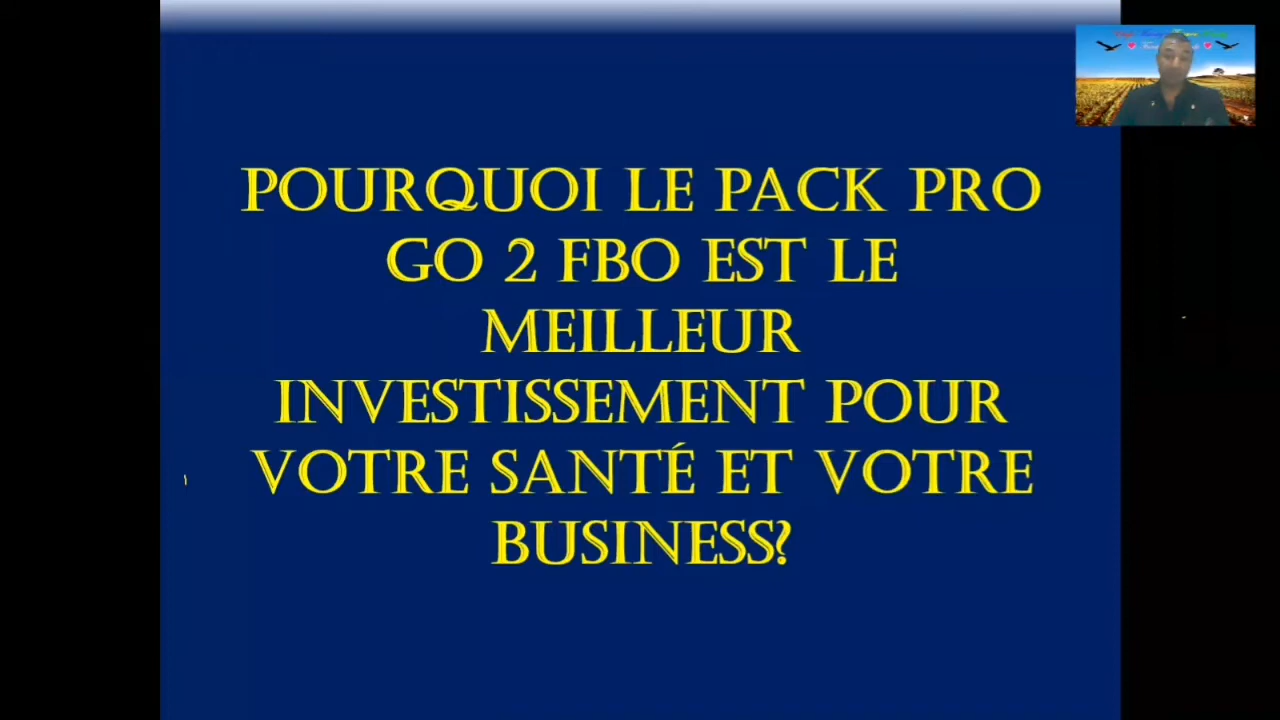 POURQUOI LE PACK PRO
GO 2 FBO EST LE
MEILLEUR
INVESTISSEMENT POUR
VOTRE SANTÉ ET VOTRE
BUSINESS?